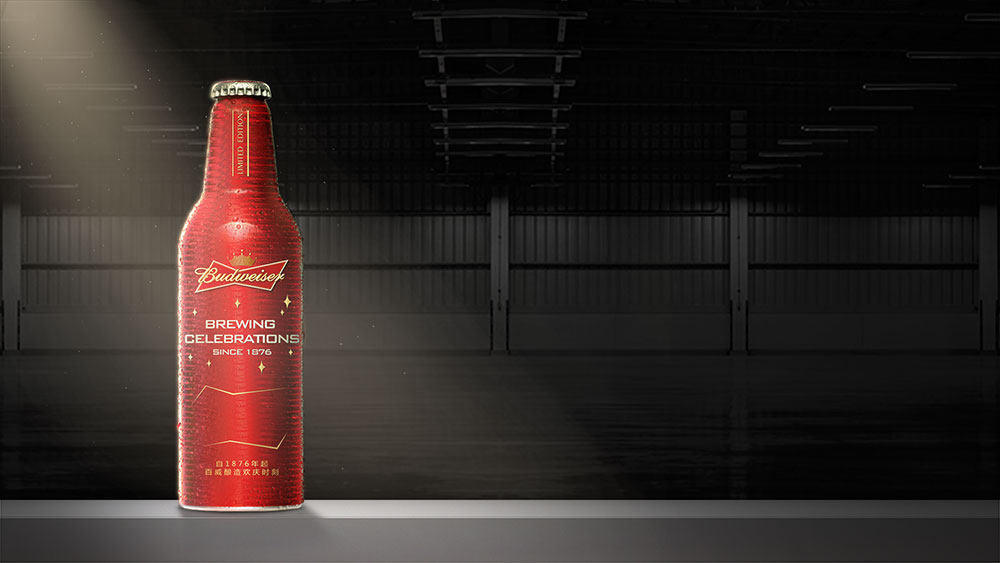 LIMITED EDITION
Budweiser
BREWING
CELEBRATIONS
SINCE 1876
自1876年起
百威酿造欢庆时刻